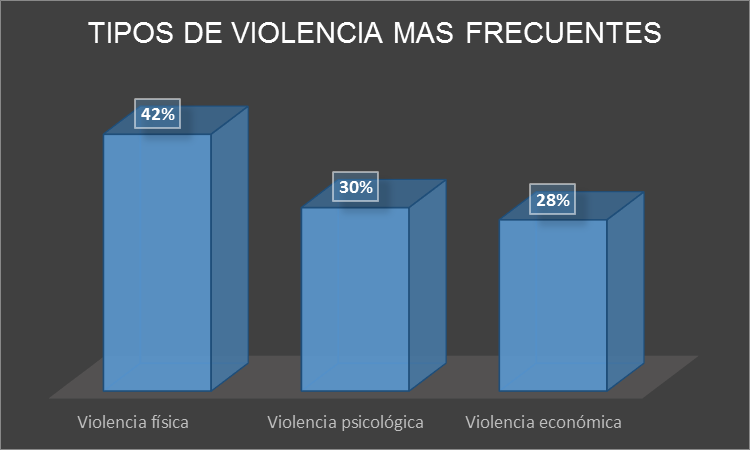 TIPOS DE VIOLENCIA MAS FRECUENTES
42%
30%
28%
Violencia física
Violencia psicológica
Violencia económica